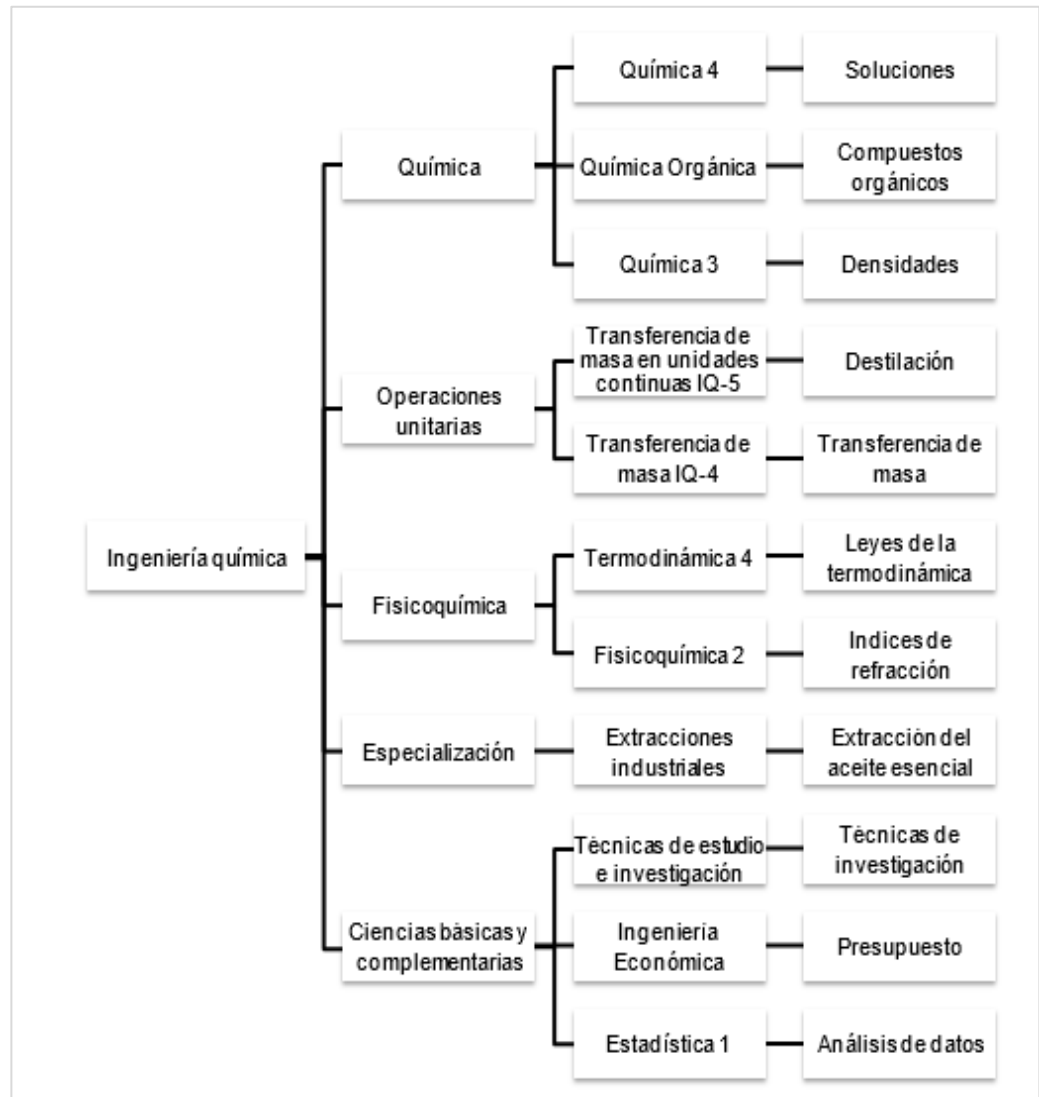 Química 4
Soluciones
Química
Química Orgánica
Compuestos
orgánicos
Química 3
Densidades
Operaciones
unitarias
Transferencia de
masa en unidades
continuas IQ-5
Destilación
Transferencia de
masa IQ-4
Transferencia de
masa
Ingeniería química
Fisicoquímica
Termodinámica 4
Leyes de la
termodinámica
Fisicoquímica 2
Indices de
refracción
Especialización
Extracciones
industriales
Extracción del
aceite esencial
Ciencias básicas y
complementarias
Técnicas de estudio
e investigación
Técnicas de
investigación
Ingeniería
Económica
Presupuesto
Estadística 1
Análisis de datos